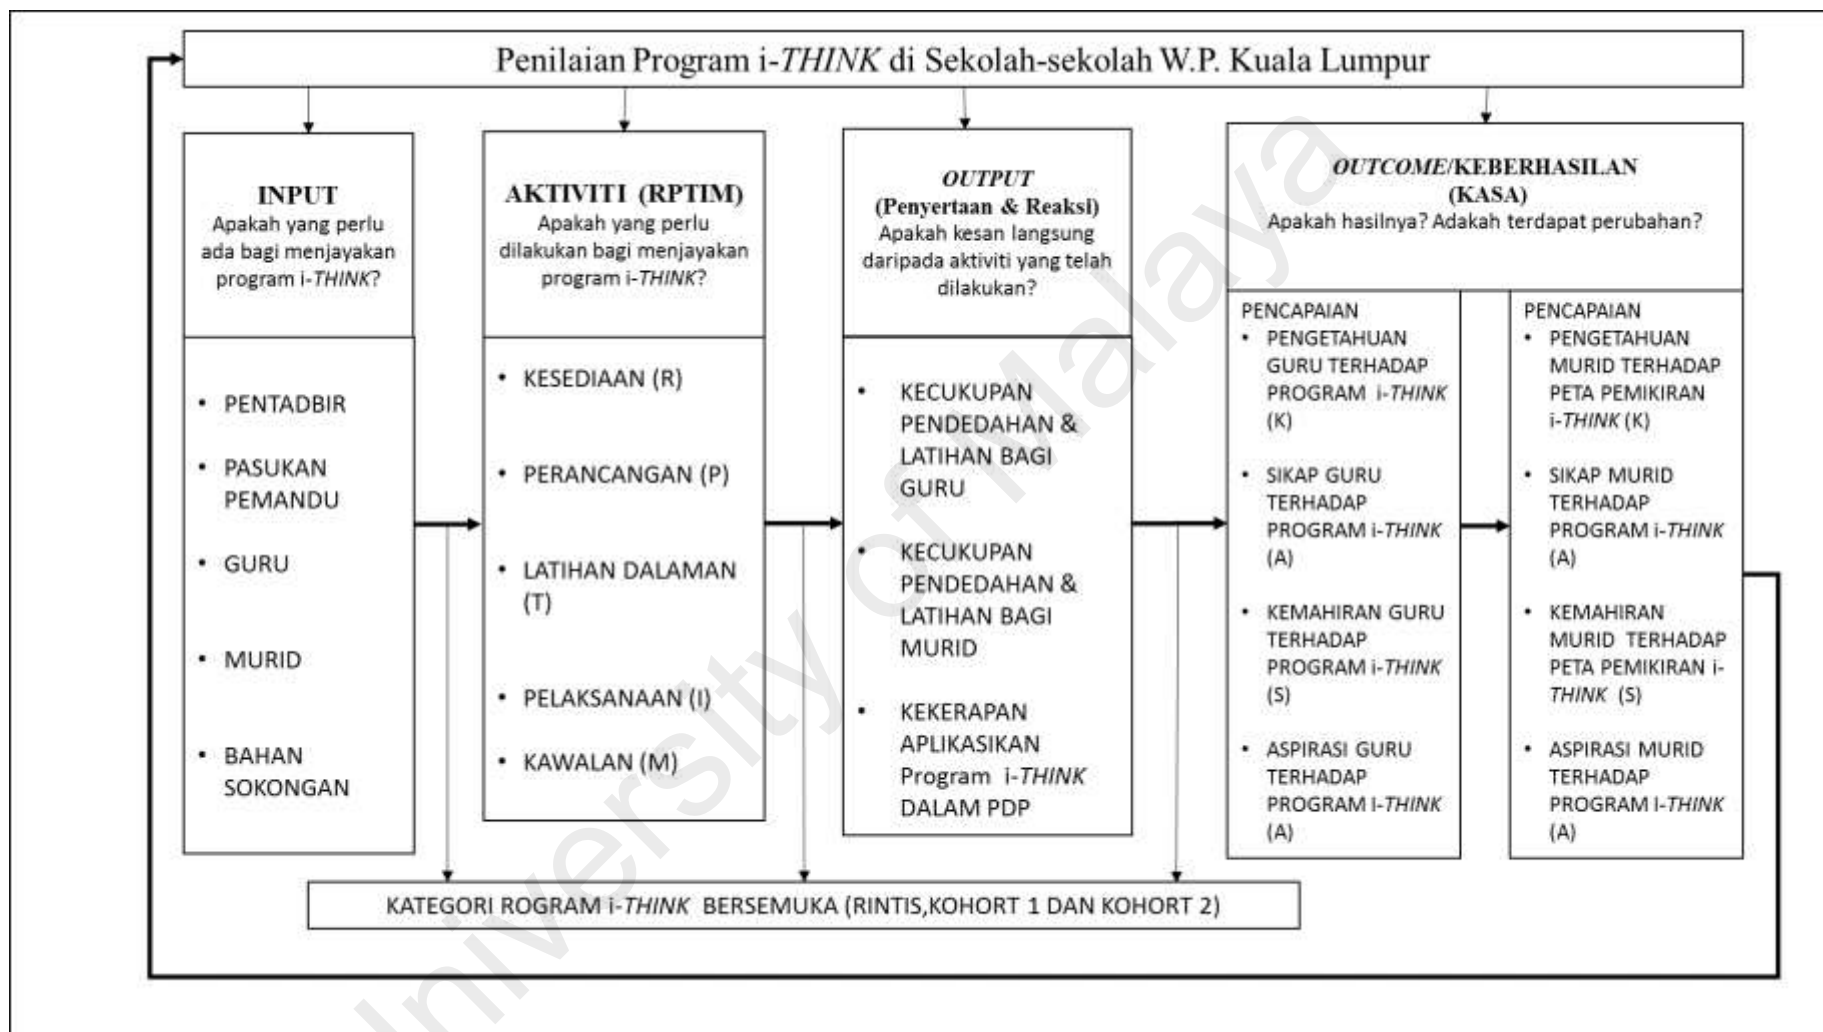 Penilaian Program i-THINK di Sekolah-sekolah W.P. Kuala Lumpur
INPUT
Apakah yang perlu
ada bagi menjayakan
program i-THINK?
• PENTADBIR
• PASUKAN
PEMANDU
• GURU
• MURID
• BAHAN
SOKONGAN
AKTIVITI (RPTIM)
Apakah yang perlu
dilakukan bagi menjayakan
program i-THINK?
• KESEDIAAN (R)
• PERANCANGAN (P)
• LATIHAN DALAMAN
(T)
• PELAKSANAAN (I)
• KAWALAN (M)
OUTPUT
(Penyertaan & Reaksi)
Apakah kesan langsung
daripada aktiviti yang telah
dilakukan?
• KECUKUPAN
PENDEDAHAN &
LATIHAN BAGI
GURU
• KECUKUPAN
PENDEDAHAN &
LATIHAN BAGI
MURID
• KEKERAPAN
APLIKASIKAN
Program i-THINK
DALAM PDP
OUTCOME/KEBERHASILAN
(KASA)
Apakah hasilnya? Adakah terdapat perubahan?
PENCAPAIAN
• PENGETAHUAN
GURU TERHADAP
PROGRAM i-THINK
(K)
• SIKAP GURU
TERHADAP
PROGRAM i-THINK
(A)
• KEMAHIRAN GURU
TERHADAP
PROGRAM i-THINK
(S)
• ASPIRASI GURU
TERHADAP
PROGRAM I-THINK
(A)
PENCAPAIAN
• PENGETAHUAN
MURID TERHADAP
PETA PEMIKIRAN
i-THINK (K)
• SIKAP MURID
TERHADAP
PROGRAM i-THINK
(A)
• KEMAHIRAN
MURID TERHADAP
PETA PEMIKIRAN i-
THINK (S)
• ASPIRASI MURID
TERHADAP
PROGRAM I-THINK
(A)
KATEGORI ROGRAM i-THINK BERSEMUKA (RINTIS,KOHORT 1 DAN KOHORT 2)
University of Malaya